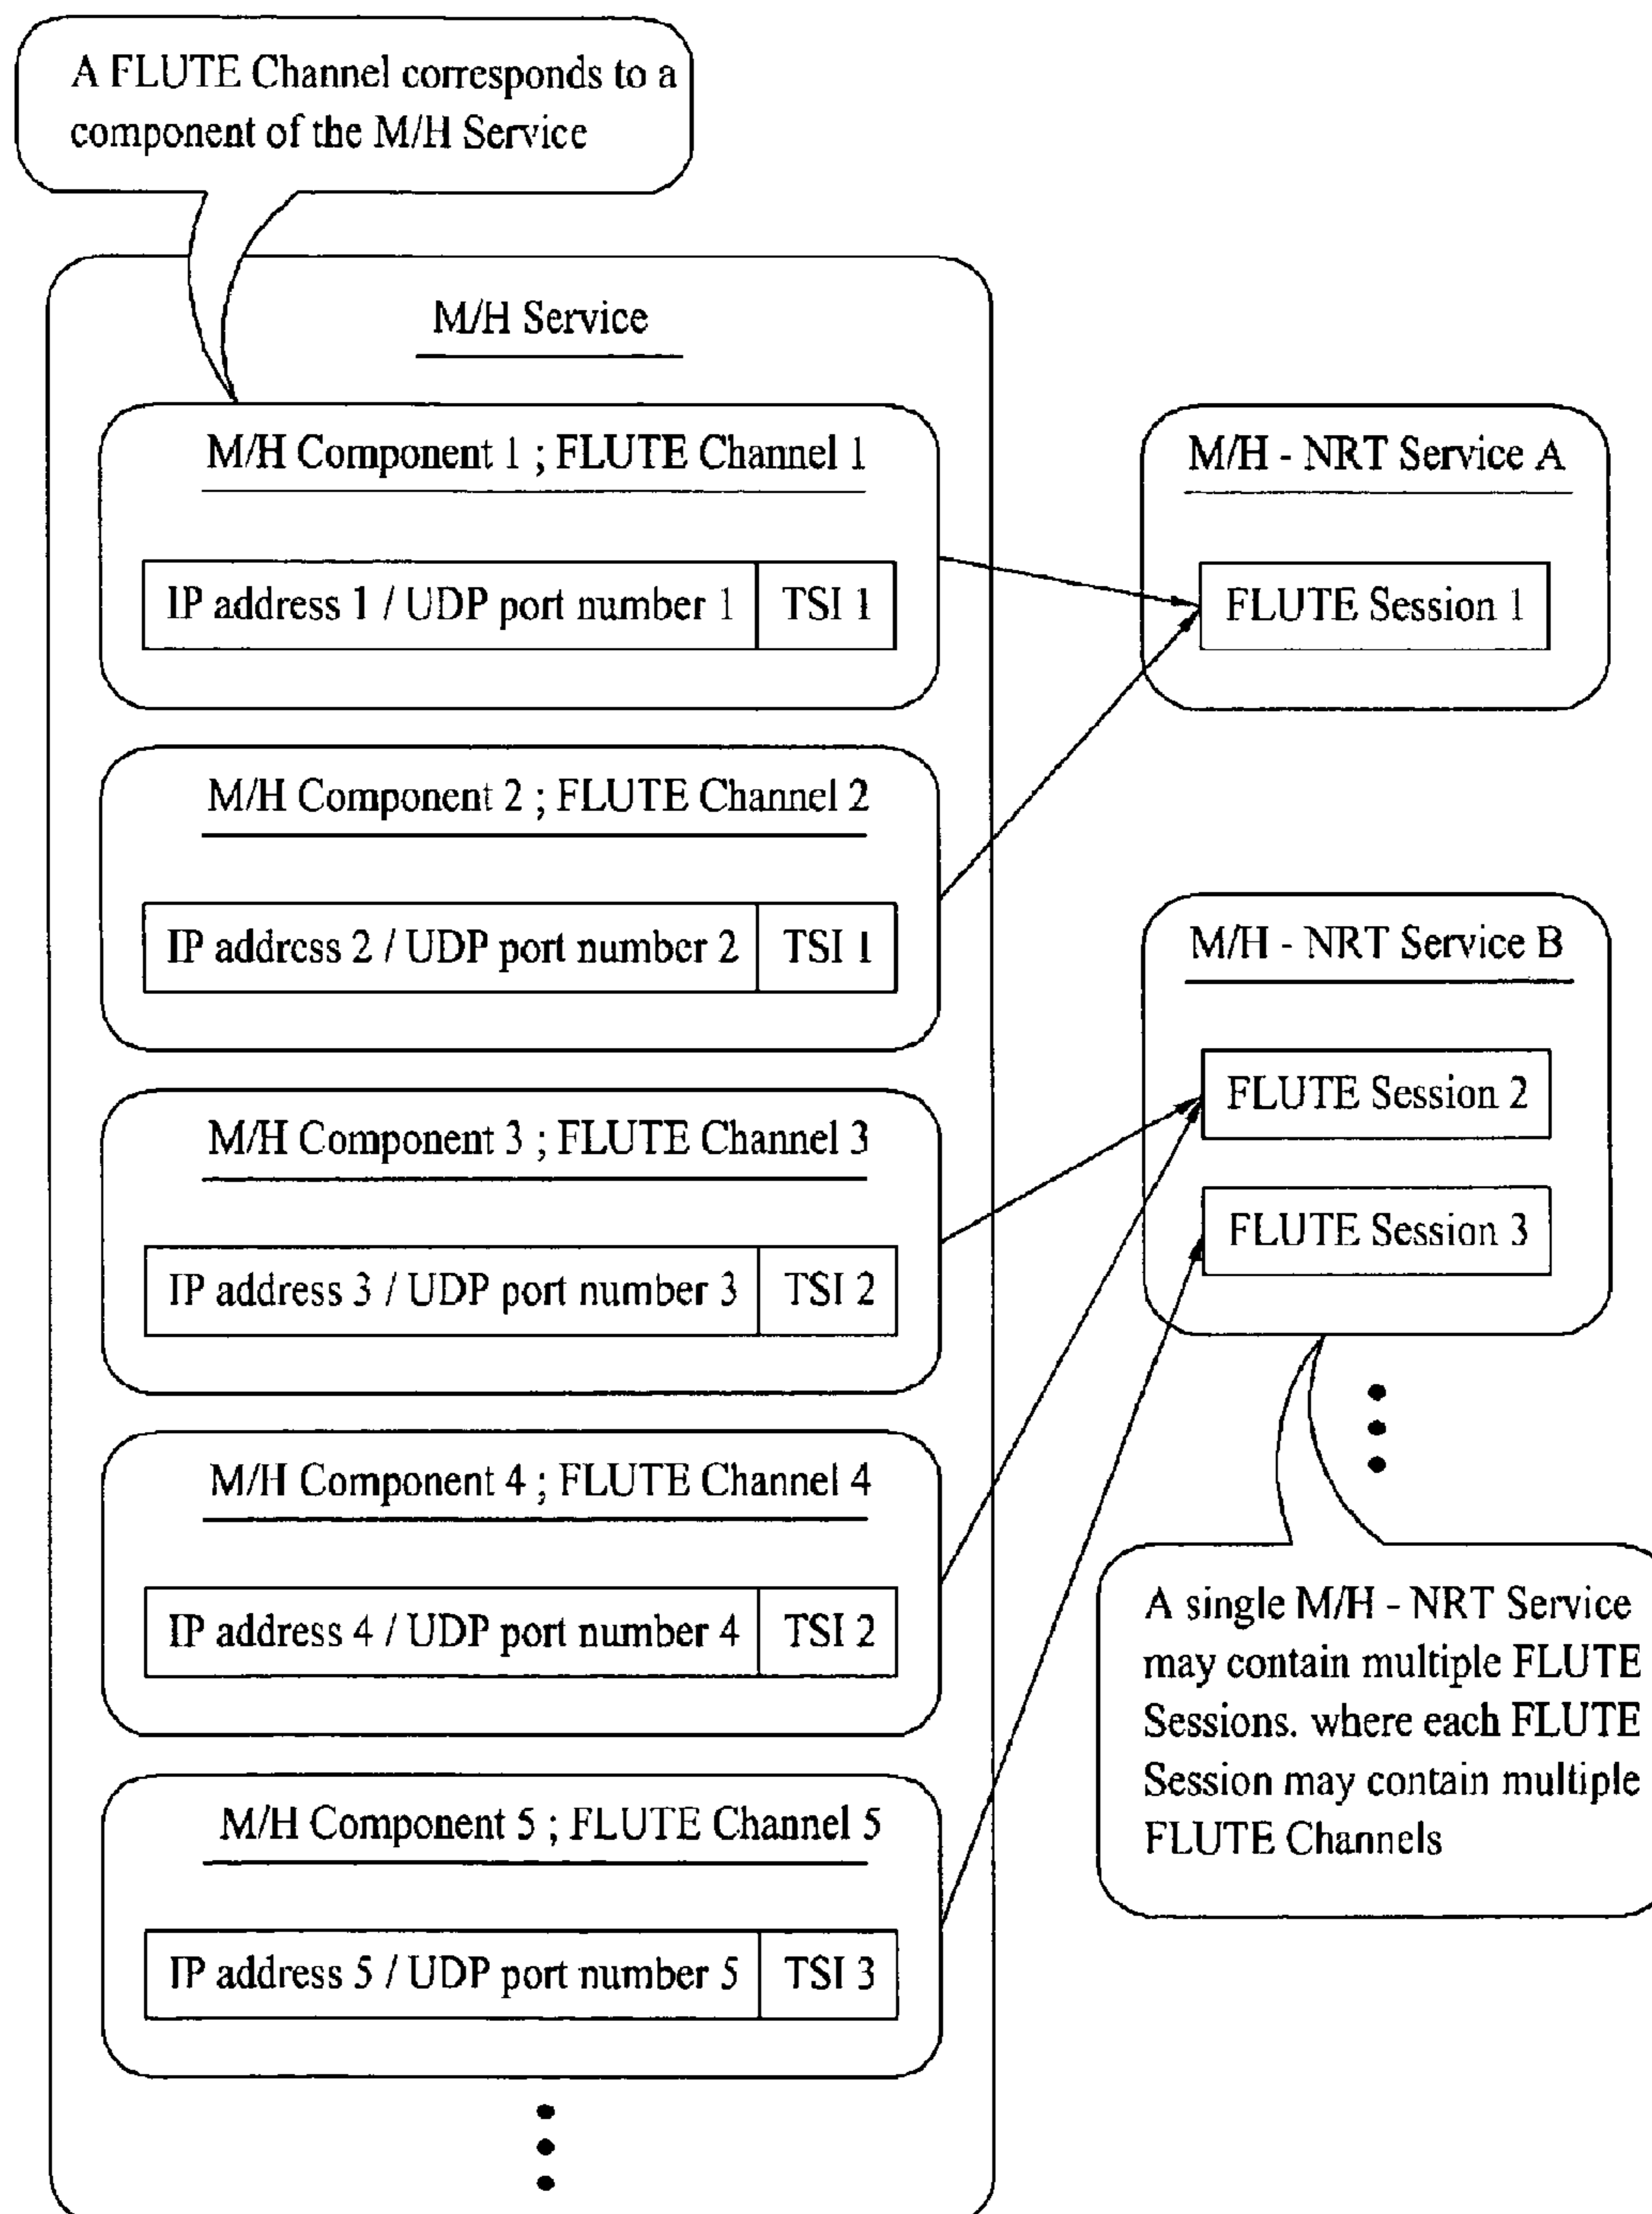 A FLUTE Channel corresponds to a
component of the M/H Service
M/H Service
M/H Component 1 ; FLUTE Channel 1
IP address 1 / UDP port number 1 TSI 1
M/H Component 2 ; FLUTE Channel 2
IP address 2 / UDP port number 2 TSI 1
M/H Component 3 ; FLUTE Channel 3
IP address 3 / UDP port number 3 TSI 2
M/H Component 4 ; FLUTE Channel 4
IP address 4 / UDP port number 4 TSI 2
M/H Component 5 ; FLUTE Channel 5
IP address 5 / UDP port number 5 TSI 3
M/H - NRT Service A
FLUTE Session 1
M/H - NRT Service B
FLUTE Session 2
FLUTE Session 3
A single M/H - NRT Service
may contain multiple FLUTE
Sessions. where each FLUTE
Session may contain multiple
FLUTE Channels